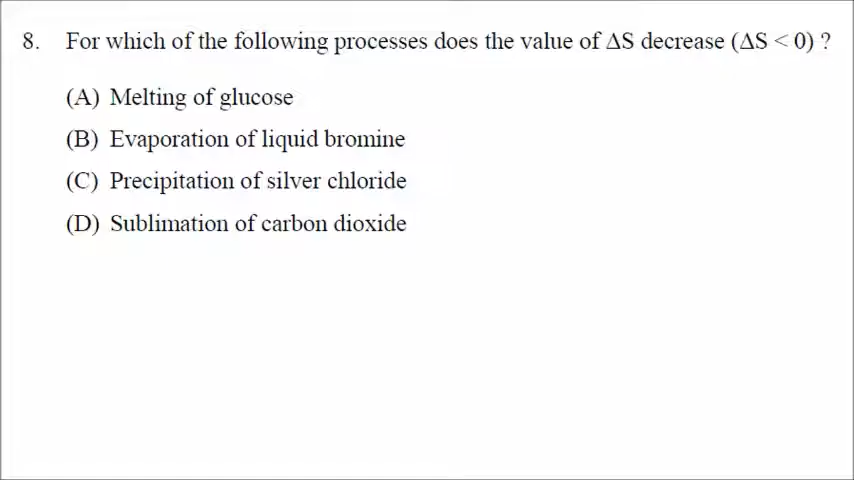 8. For which of the following processes does the value of ΔS decrease (ΔS < 0) ?
(A) Melting of glucose
(B) Evaporation of liquid bromine
(C) Precipitation of silver chloride
(D) Sublimation of carbon dioxide